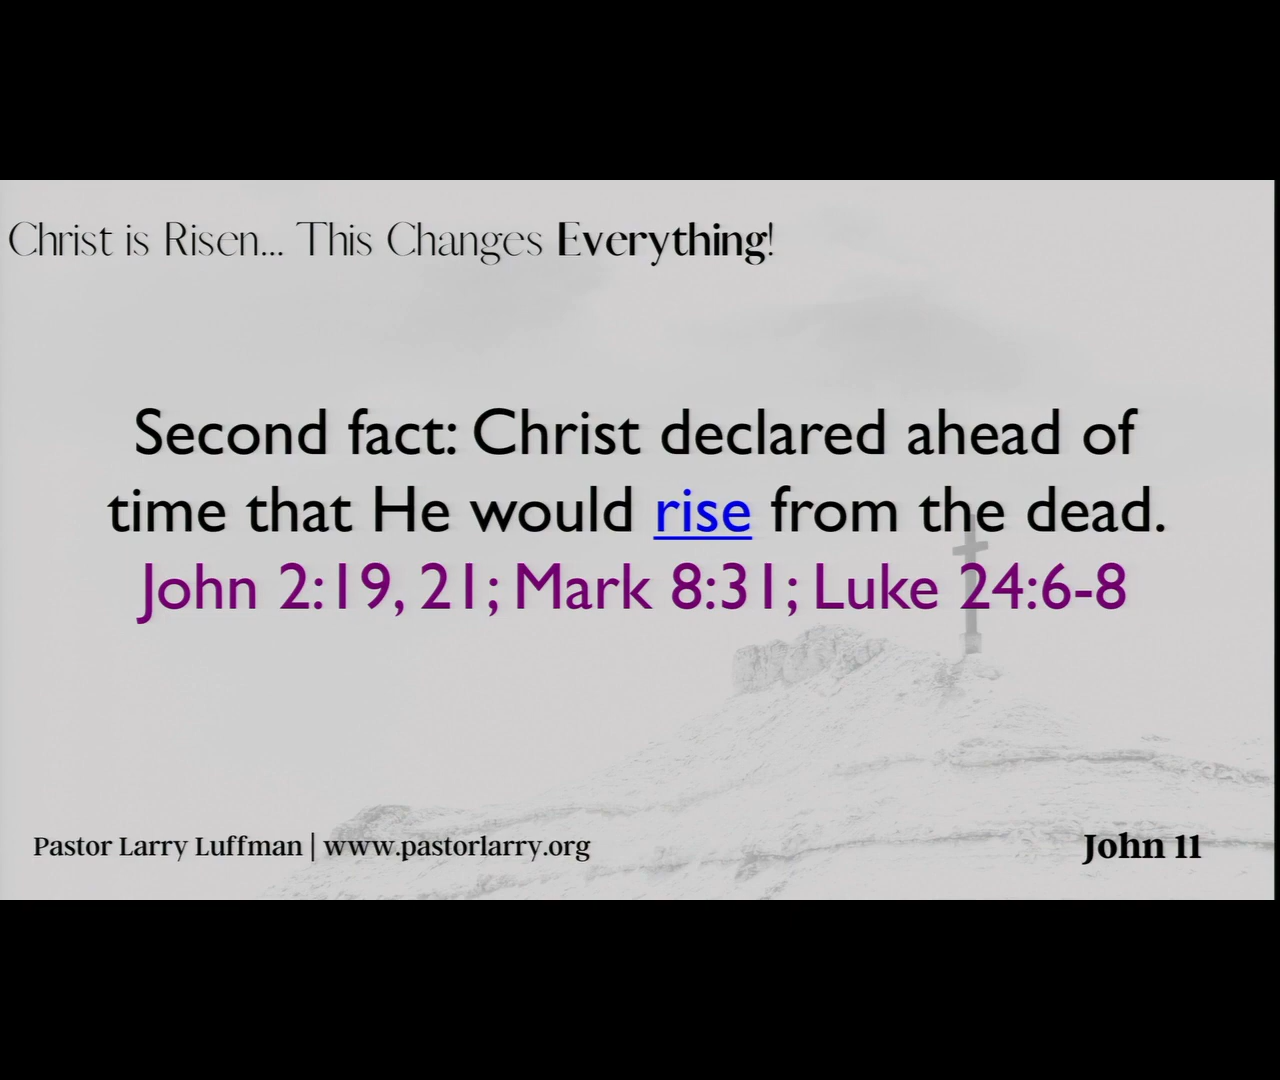 Christ is Risen... This Changes Everything!
Second fact: Christ declared ahead of
time that He would rise from the dead.
John 2:19, 21; Mark 8:31; Luke 24:6-8
Pastor Larry Luffman | www.pastorlarry.org
John 11